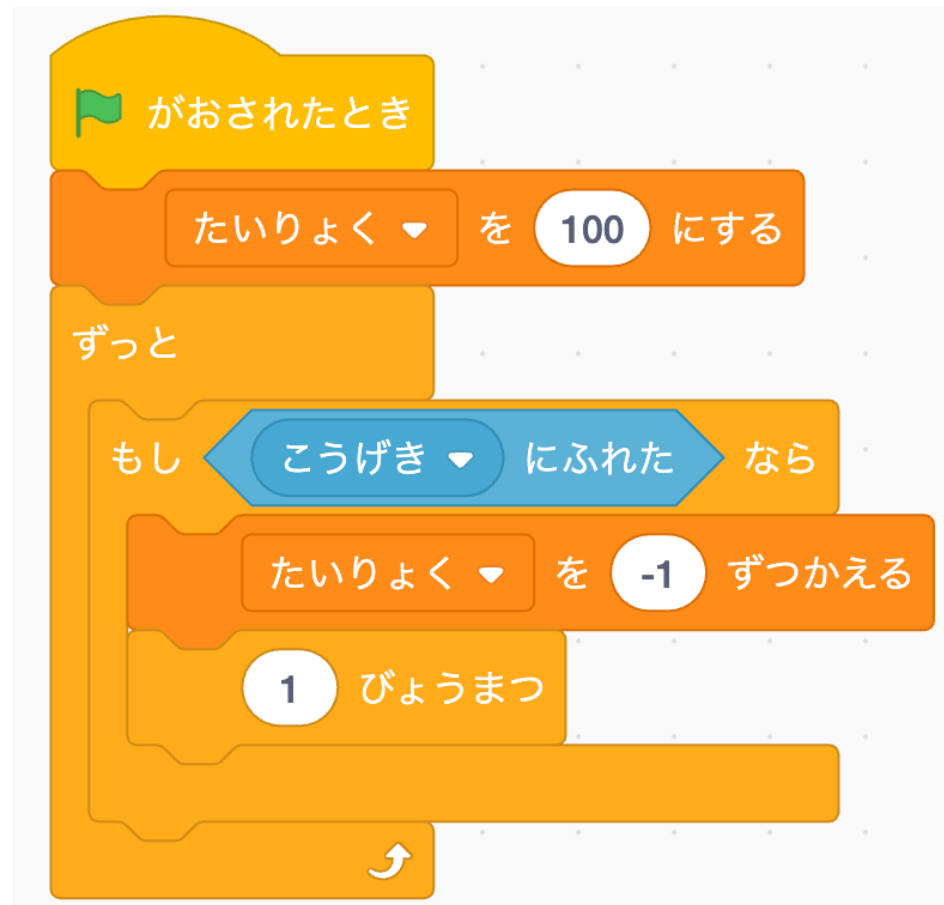 がおされたとき
たいりょく を 100 にする
ずっと
もし こうげき にふれた なら
たいりょく を -1 ずつかえる
1 びょうまつ